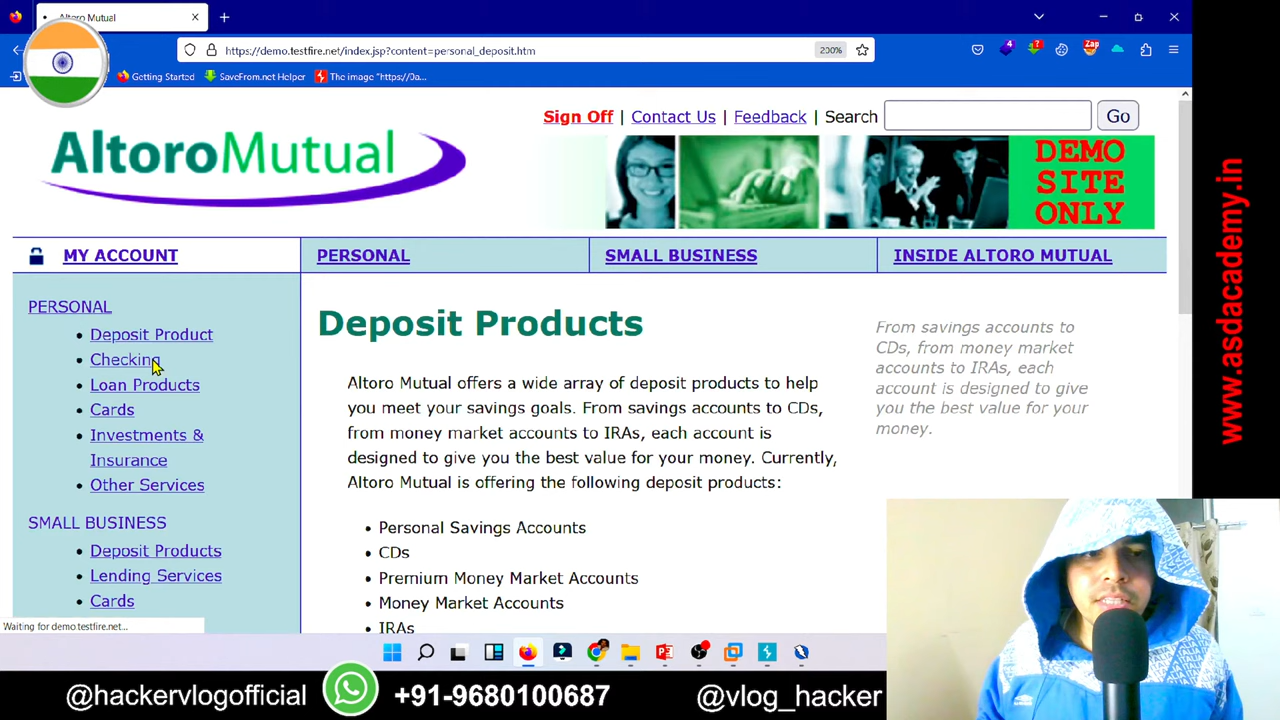 Altoro Mutual
https://demo.testfire.net/index.jsp?content=personal_deposit.htm
200%
4
?
Zap
Getting Started
SaveFrom.net Helper
The image "https://0a...
Sign Off | Contact Us | Feedback | Search
Go
AltoroMutual
DEMO
SITE
ONLY
MY ACCOUNT
PERSONAL
SMALL BUSINESS
INSIDE ALTORO MUTUAL
PERSONAL
Deposit Product
Checking
Loan Products
Cards
Investments &
Insurance
Other Services
SMALL BUSINESS
Deposit Products
Lending Services
Cards
Deposit Products
Altoro Mutual offers a wide array of deposit products to help
you meet your savings goals. From savings accounts to CDs,
from money market accounts to IRAs, each account is
designed to give you the best value for your money. Currently,
Altoro Mutual is offering the following deposit products:
Personal Savings Accounts
CDs
Premium Money Market Accounts
Money Market Accounts
IRAs
From savings accounts to
CDs, from money market
accounts to IRAs, each
account is designed to give
you the best value for your
money.
Waiting for demo.testfire.net...
www.asdacademy.in
@hackervlogofficial
+91-9680100687
@vlog_hacker